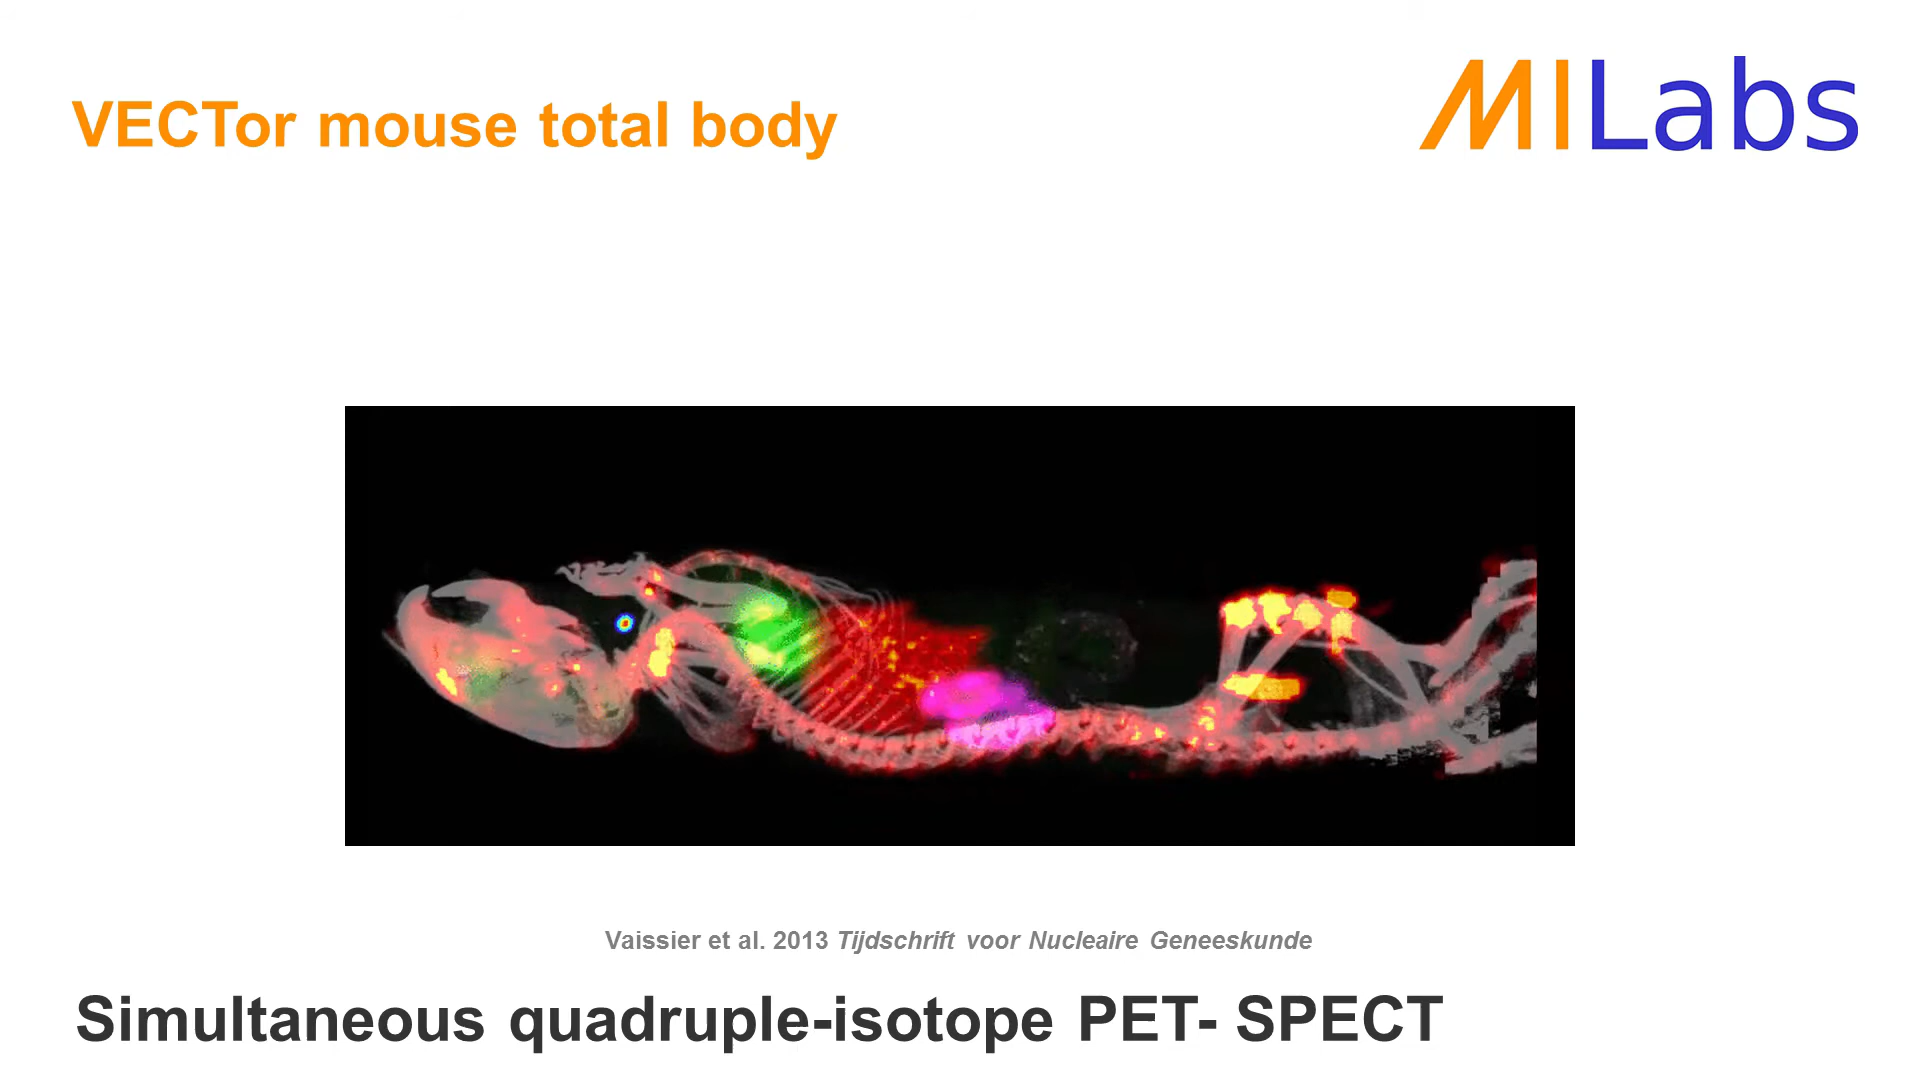 VECTor mouse total body
MILabs
Vaissier et al. 2013 Tijdschrift voor Nucleaire Geneeskunde
Simultaneous quadruple-isotope PET- SPECT